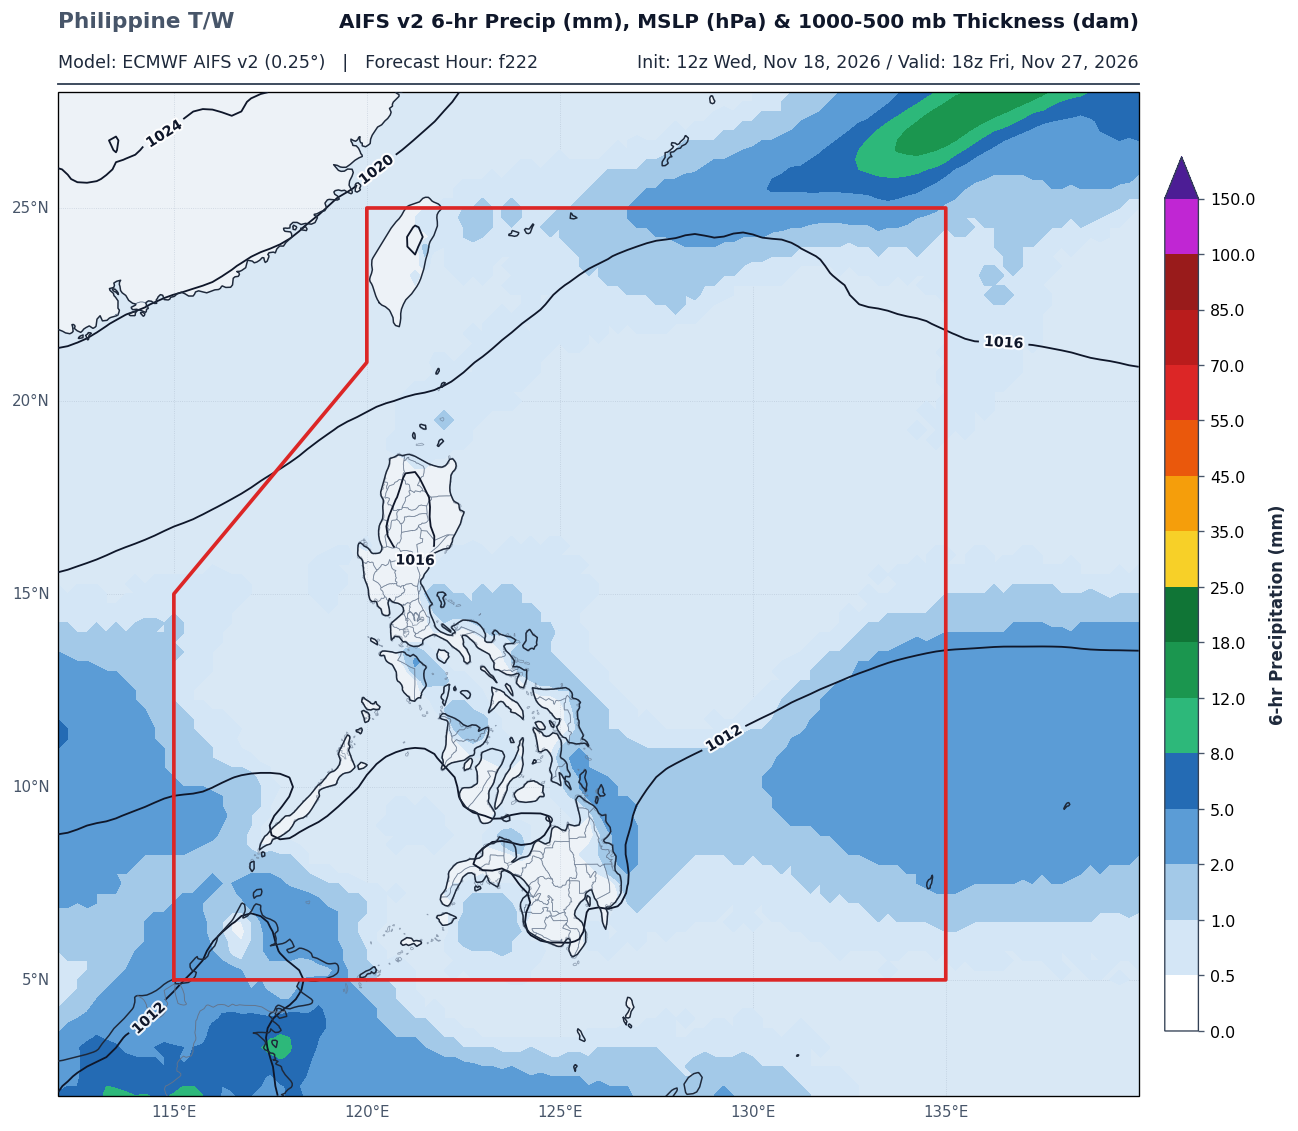 Philippine T/W
AIFS v2 6-hr Precip (mm), MSLP (hPa) & 1000-500 mb Thickness (dam)
Model: ECMWF AIFS v2 (0.25°) | Forecast Hour: f222
Init: 12z Wed, Nov 18, 2026 / Valid: 18z Fri, Nov 27, 2026
1024
1020
1016
1016
1012
1012
25°N
20°N
15°N
10°N
5°N
115°E
120°E
125°E
130°E
135°E
150.0
100.0
85.0
70.0
55.0
45.0
35.0
25.0
18.0
12.0
8.0
5.0
2.0
1.0
0.5
0.0
6-hr Precipitation (mm)